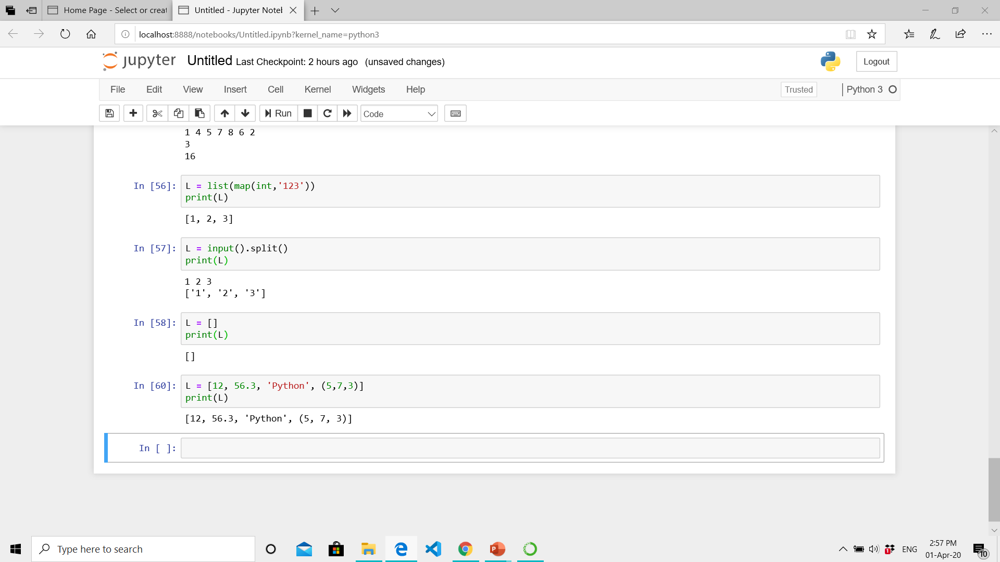 Home Page - Select or creat
Untitled - Jupyter Notel
localhost:8888/notebooks/Untitled.ipynb?kernel_name=python3
jupyter Untitled Last Checkpoint: 2 hours ago (unsaved changes)
Logout
File Edit View Insert Cell Kernel Widgets Help
Trusted
Python 3
Run
Code
1 4 5 7 8 6 2
3
16
In [56]: L = list(map(int,'123'))
print(L)
[1, 2, 3]
In [57]: L = input().split()
print(L)
1 2 3
['1', '2', '3']
In [58]: L = []
print(L)
[]
In [60]: L = [12, 56.3, 'Python', (5,7,3)]
print(L)
[12, 56.3, 'Python', (5, 7, 3)]
In [ ]:
Type here to search
1
ENG
2:57 PM
01-Apr-20
10